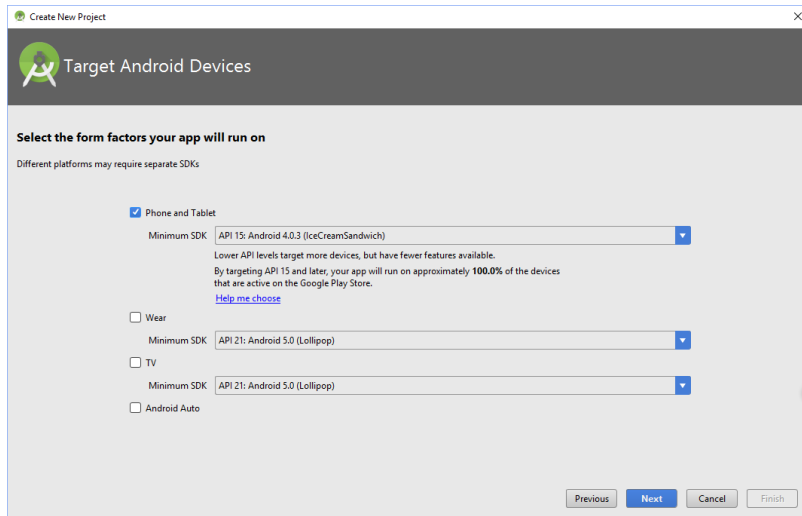 Create New Project
Target Android Devices
Select the form factors your app will run on
Different platforms may require separate SDKs
Phone and Tablet
Minimum SDK API 15: Android 4.0.3 (IceCreamSandwich)
Lower API levels target more devices, but have fewer features available.
By targeting API 15 and later, your app will run on approximately 100.0% of the devices
that are active on the Google Play Store.
Help me choose
Wear
Minimum SDK API 21: Android 5.0 (Lollipop)
TV
Minimum SDK API 21: Android 5.0 (Lollipop)
Android Auto
Previous Next Cancel Finish